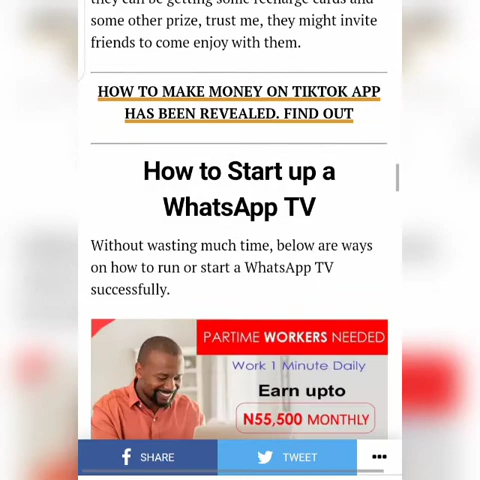 they can be getting some recharge cards and
some other prize, trust me, they might invite
friends to come enjoy with them.
HOW TO MAKE MONEY ON TIKTOK APP
HAS BEEN REVEALED. FIND OUT
How to Start up a
WhatsApp TV
Without wasting much time, below are ways
on how to run or start a WhatsApp TV
successfully.
PARTIME WORKERS NEEDED
Work 1 Minute Daily
Earn upto
N55,500 MONTHLY
SHARE
TWEET